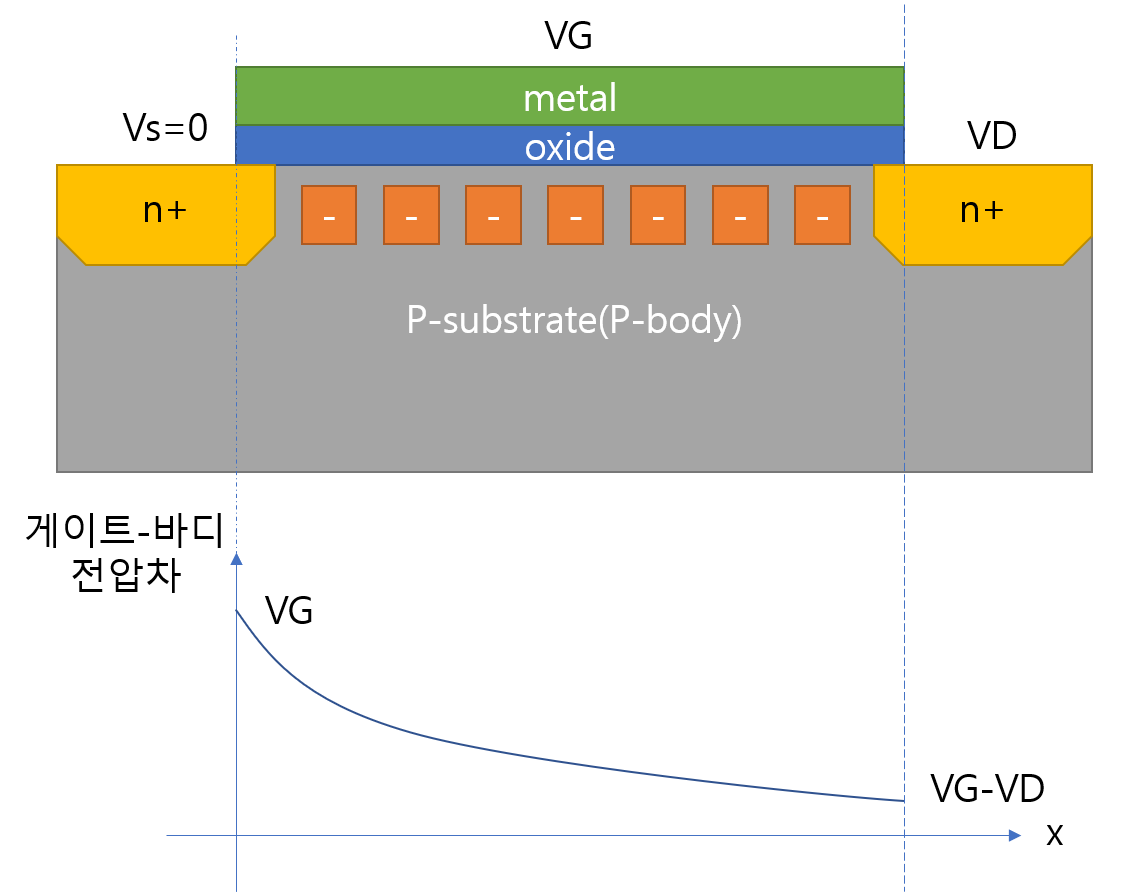 VG
metal
Vs=0
oxide
VD
n+
n+
- - - - - - -
P-substrate(P-body)
게이트-바디
전압차
VG
VG-VD
x